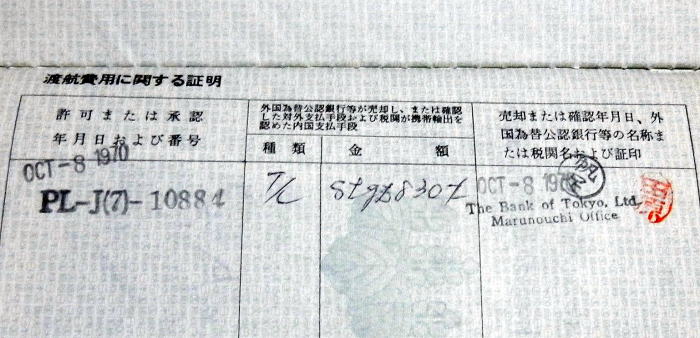 渡航費用に関する証明
許可または承認
年月日および番号
外国為替公認銀行等が売却し、または確認
した対外支払手段および税関が携帯輸出を
認めた内国支払手段
種類 金額
売却または確認年月日、外
国為替公認銀行等の名称ま
たは税関名および証印
OCT -8 1970
PL-J(7)-10884
T/C
OCT -8 1970
The Bank of Tokyo, Ltd.
Marunouchi Office